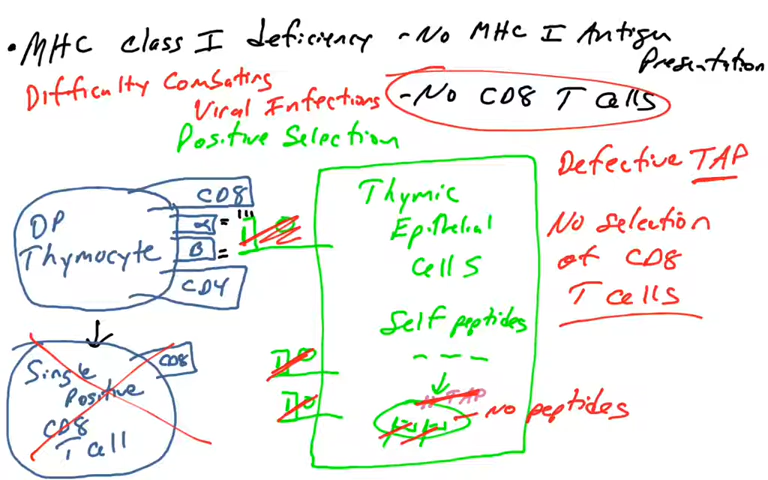 • MHC class I deficiency - No MHC I Antigen
Presentation
Difficulty Combating
Viral Infections
- No CD8 T Cells
Positive Selection
Defective TAP
No selection
of CD8
T cells
CD8
DP
Thymocyte
α
β
CD4
Thymic
Epithelial
Cells
Self peptides
TAP
- No peptides
Single
Positive
CD8
T Cell
CD8